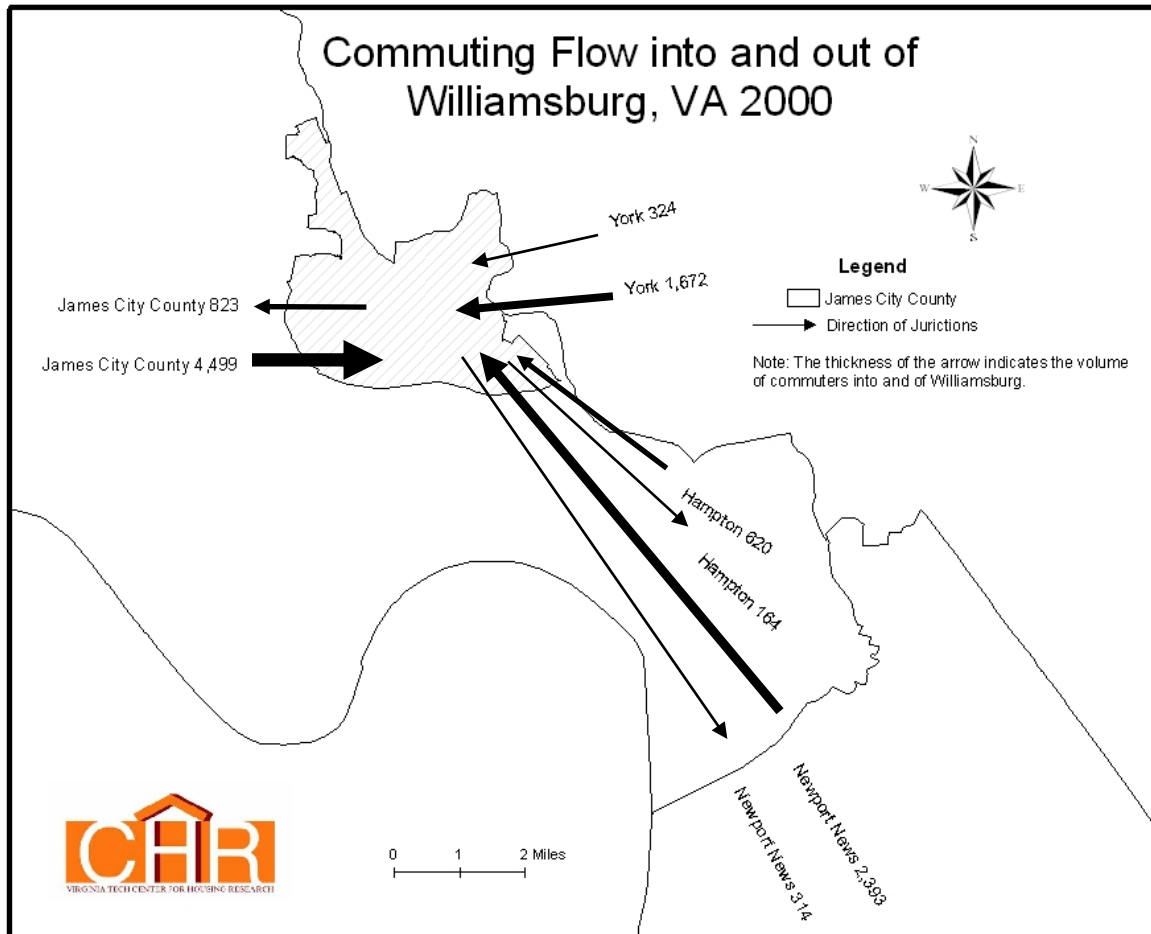 Commuting Flow into and out of
Williamsburg, VA 2000
N
W
E
S
York 324
York 1,672
James City County 823
James City County 4,499
Legend
James City County
Direction of Jurictions
Note: The thickness of the arrow indicates the volume
of commuters into and of Williamsburg.
Hampton 620
Hampton 164
Newport News 2,393
Newport News 314
0 1 2 Miles
CHR
VIRGINIA TECH CENTER FOR HOUSING RESEARCH